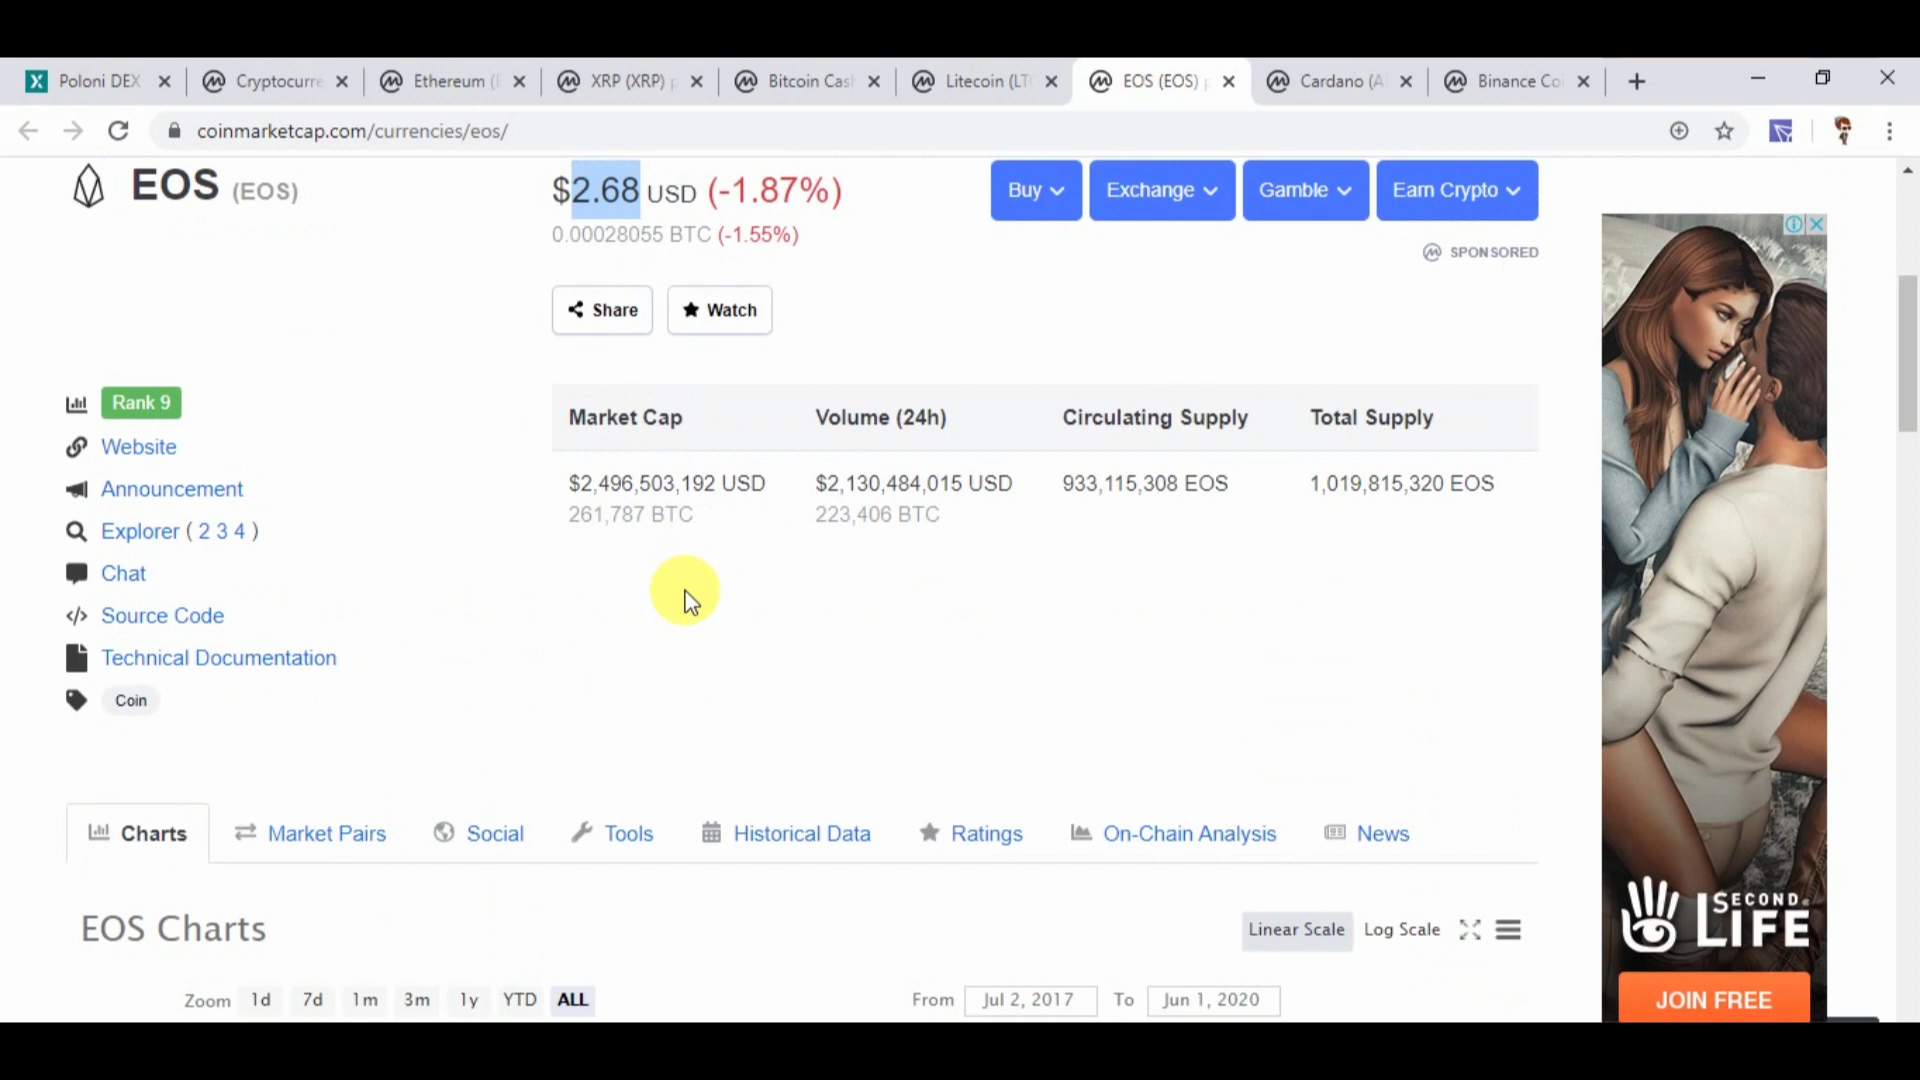 Poloni DEX
Cryptocurre
Ethereum (E
XRP (XRP) p
Bitcoin Cas
Litecoin (LT
EOS (EOS) p
Cardano (A
Binance Co
coinmarketcap.com/currencies/eos/
EOS (EOS)
$2.68 USD (-1.87%)
0.00028055 BTC (-1.55%)
Buy
Exchange
Gamble
Earn Crypto
SPONSORED
Share
Watch
Rank 9
Website
Announcement
Explorer ( 2 3 4 )
Chat
Source Code
Technical Documentation
Coin
Market Cap Volume (24h) Circulating Supply Total Supply
$2,496,503,192 USD $2,130,484,015 USD 933,115,308 EOS 1,019,815,320 EOS
261,787 BTC 223,406 BTC
Charts
Market Pairs
Social
Tools
Historical Data
Ratings
On-Chain Analysis
News
EOS Charts
Linear Scale Log Scale
Zoom 1d 7d 1m 3m 1y YTD ALL
From Jul 2, 2017 To Jun 1, 2020
SECOND
LIFE
JOIN FREE